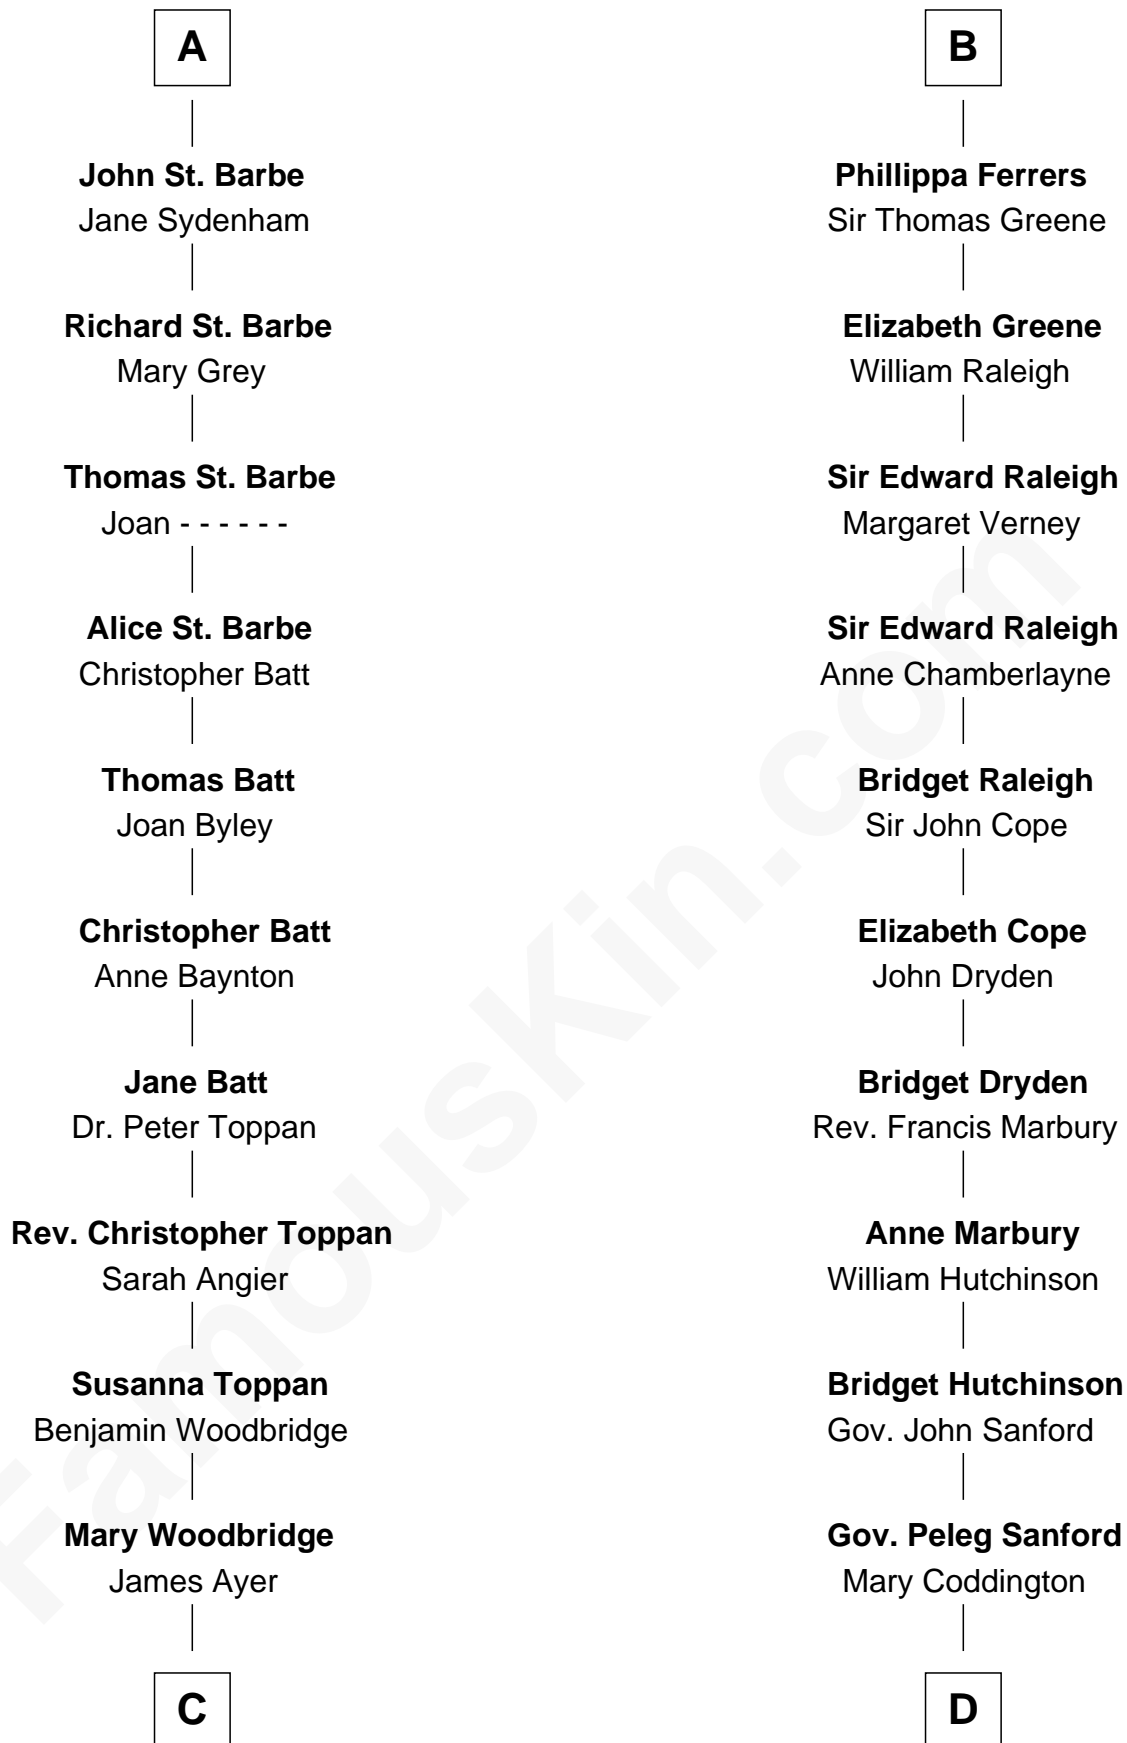 A
John St. Barbe
Jane Sydenham
Richard St. Barbe
Mary Grey
Thomas St. Barbe
Joan - - - - - -
Alice St. Barbe
Christopher Batt
Thomas Batt
Joan Byley
Christopher Batt
Anne Baynton
Jane Batt
Dr. Peter Toppan
Rev. Christopher Toppan
Sarah Angier
Susanna Toppan
Benjamin Woodbridge
Mary Woodbridge
James Ayer
C
B
Phillippa Ferrers
Sir Thomas Greene
Elizabeth Greene
William Raleigh
Sir Edward Raleigh
Margaret Verney
Sir Edward Raleigh
Anne Chamberlayne
Bridget Raleigh
Sir John Cope
Elizabeth Cope
John Dryden
Bridget Dryden
Rev. Francis Marbury
Anne Marbury
William Hutchinson
Bridget Hutchinson
Gov. John Sanford
Gov. Peleg Sanford
Mary Coddington
D
FamousKin.com